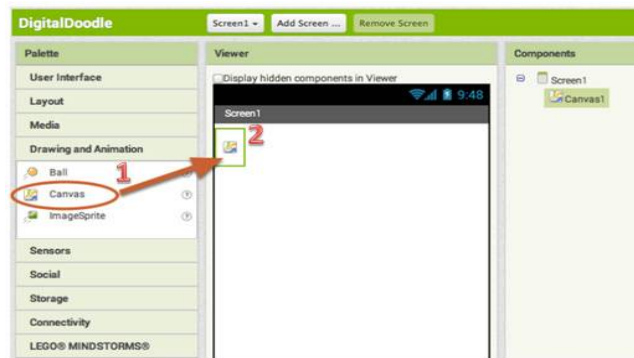 DigitalDoodle
Screen1
Add Screen ...
Remove Screen
Palette
User Interface
Layout
Media
Drawing and Animation
Ball
Canvas
ImageSprite
Sensors
Social
Storage
Connectivity
LEGO® MINDSTORMS®
1
Viewer
Display hidden components in Viewer
9:48
Screen1
2
Components
Screen1
Canvas1